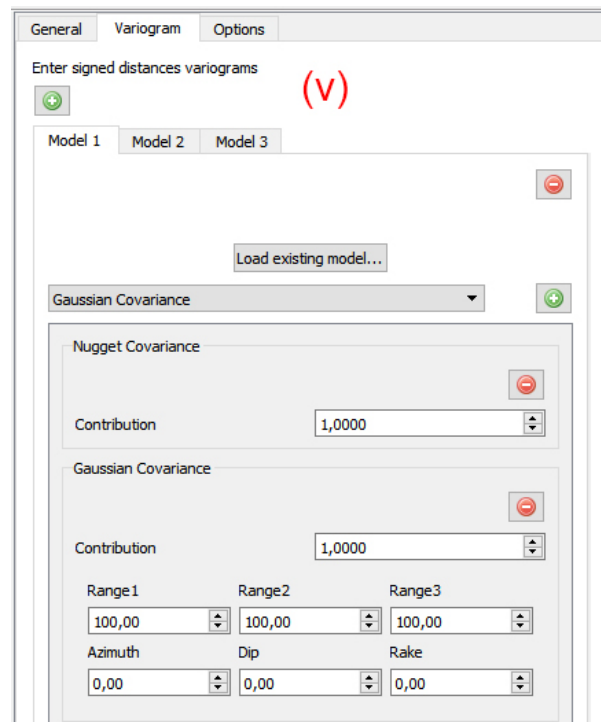 General Variogram Options
Enter signed distances variograms
(v)
Model 1 Model 2 Model 3
Load existing model...
Gaussian Covariance
Nugget Covariance
Contribution 1,0000
Gaussian Covariance
Contribution 1,0000
Range1 Range2 Range3
100,00 100,00 100,00
Azimuth Dip Rake
0,00 0,00 0,00